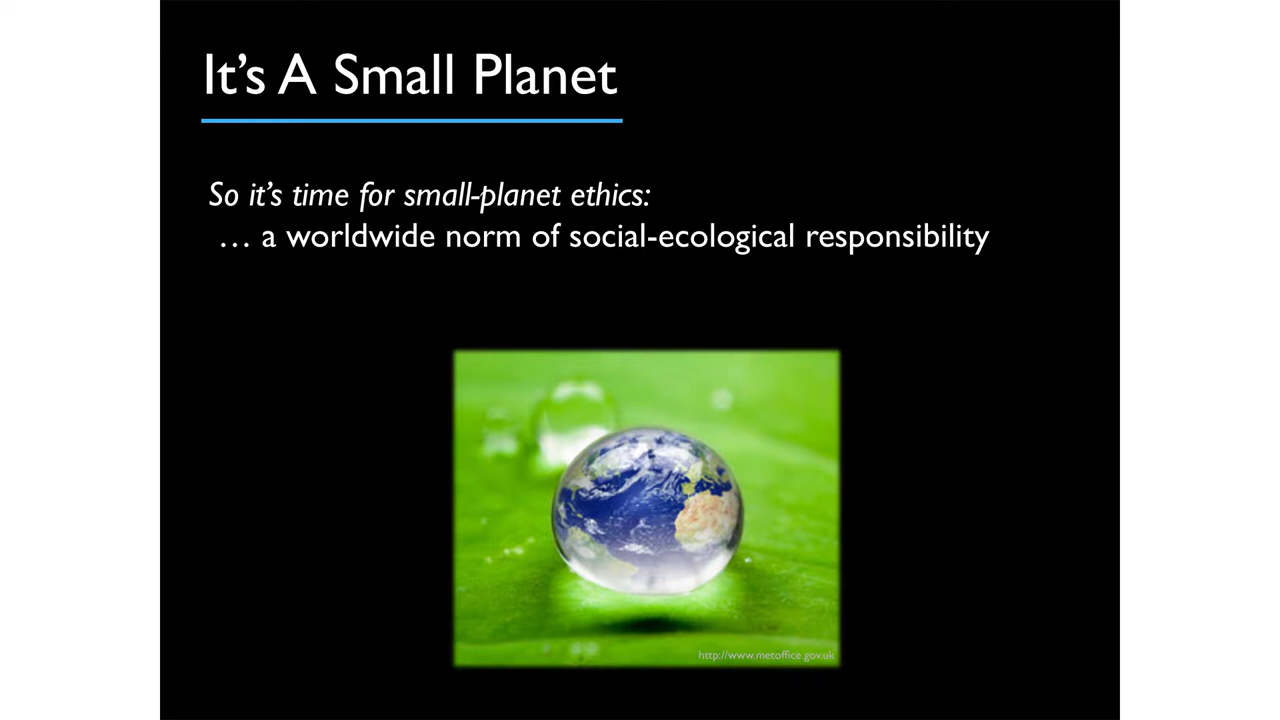 It’s A Small Planet
So it’s time for small-planet ethics:
… a worldwide norm of social-ecological responsibility
http://www.metoffice.gov.uk